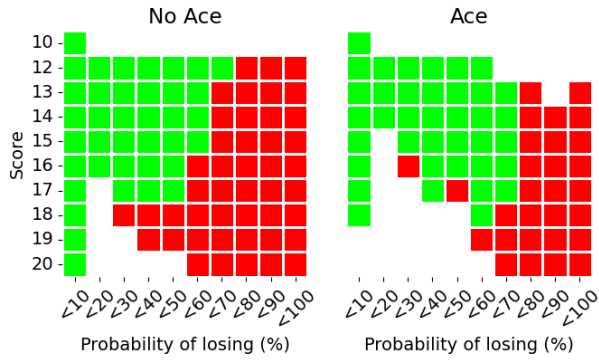 No Ace
Ace
Score
10
12
13
14
15
16
17
18
19
20
<10 <20 <30 <40 <50 <60 <70 <80 <90 <100
<10 <20 <30 <40 <50 <60 <70 <80 <90 <100
Probability of losing (%)
Probability of losing (%)